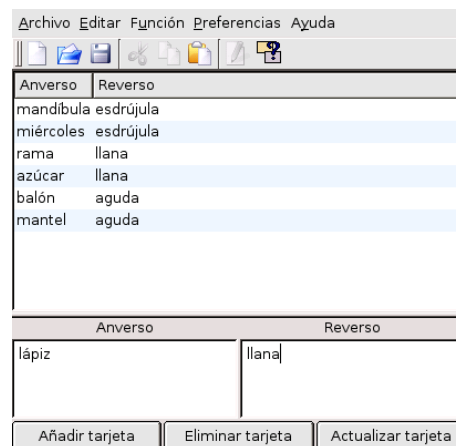 Archivo Editar Función Preferencias Ayuda
Anverso Reverso
mandíbula esdrújula
miércoles esdrújula
rama llana
azúcar llana
balón aguda
mantel aguda
Anverso Reverso
lápiz llana
Añadir tarjeta Eliminar tarjeta Actualizar tarjeta